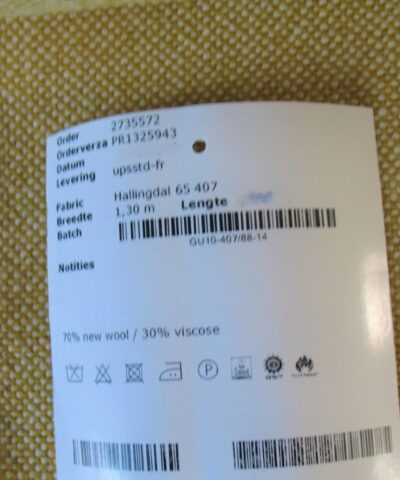 Order 2735572
Orderverza PR1325943
Datum
Levering upsstd-fr
Fabric Hallingdal 65 407
Breedte 1,30 m Lengte
Batch
GU10-407/88-14
Notities
70% new wool / 30% viscose
P